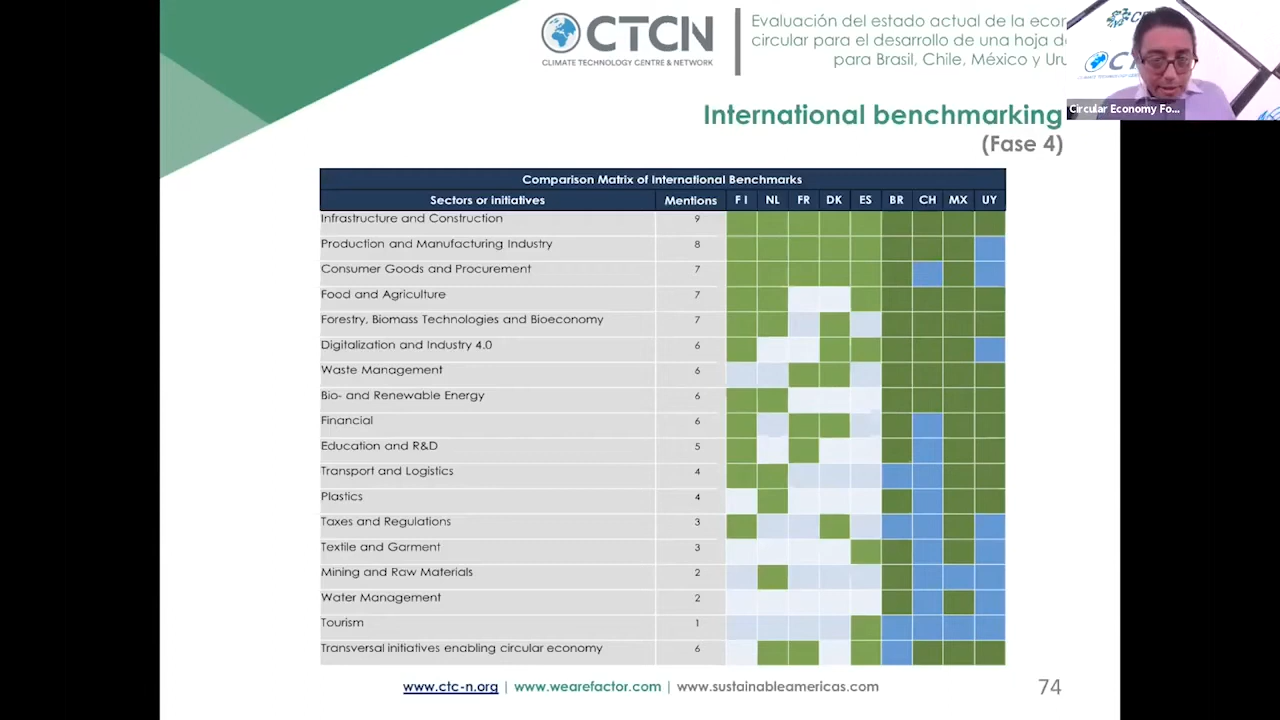 CTCN
CLIMATE TECHNOLOGY CENTRE & NETWORK
Evaluación del estado actual de la
circular para el desarrollo de una hoja
para Brasil, Chile, México y
Circular Economy Fo...
International benchmarking
(Fase 4)
Comparison Matrix of International Benchmarks
Sectors or initiatives Mentions F I NL FR DK ES BR CH MX UY
Infrastructure and Construction 9
Production and Manufacturing Industry 8
Consumer Goods and Procurement 7
Food and Agriculture 7
Forestry, Biomass Technologies and Bioeconomy 7
Digitalization and Industry 4.0 6
Waste Management 6
Bio- and Renewable Energy 6
Financial 6
Education and R&D 5
Transport and Logistics 4
Plastics 4
Taxes and Regulations 3
Textile and Garment 3
Mining and Raw Materials 2
Water Management 2
Tourism 1
Transversal initiatives enabling circular economy 6
www.ctc-n.org | www.wearefactor.com | www.sustainableamericas.com
74